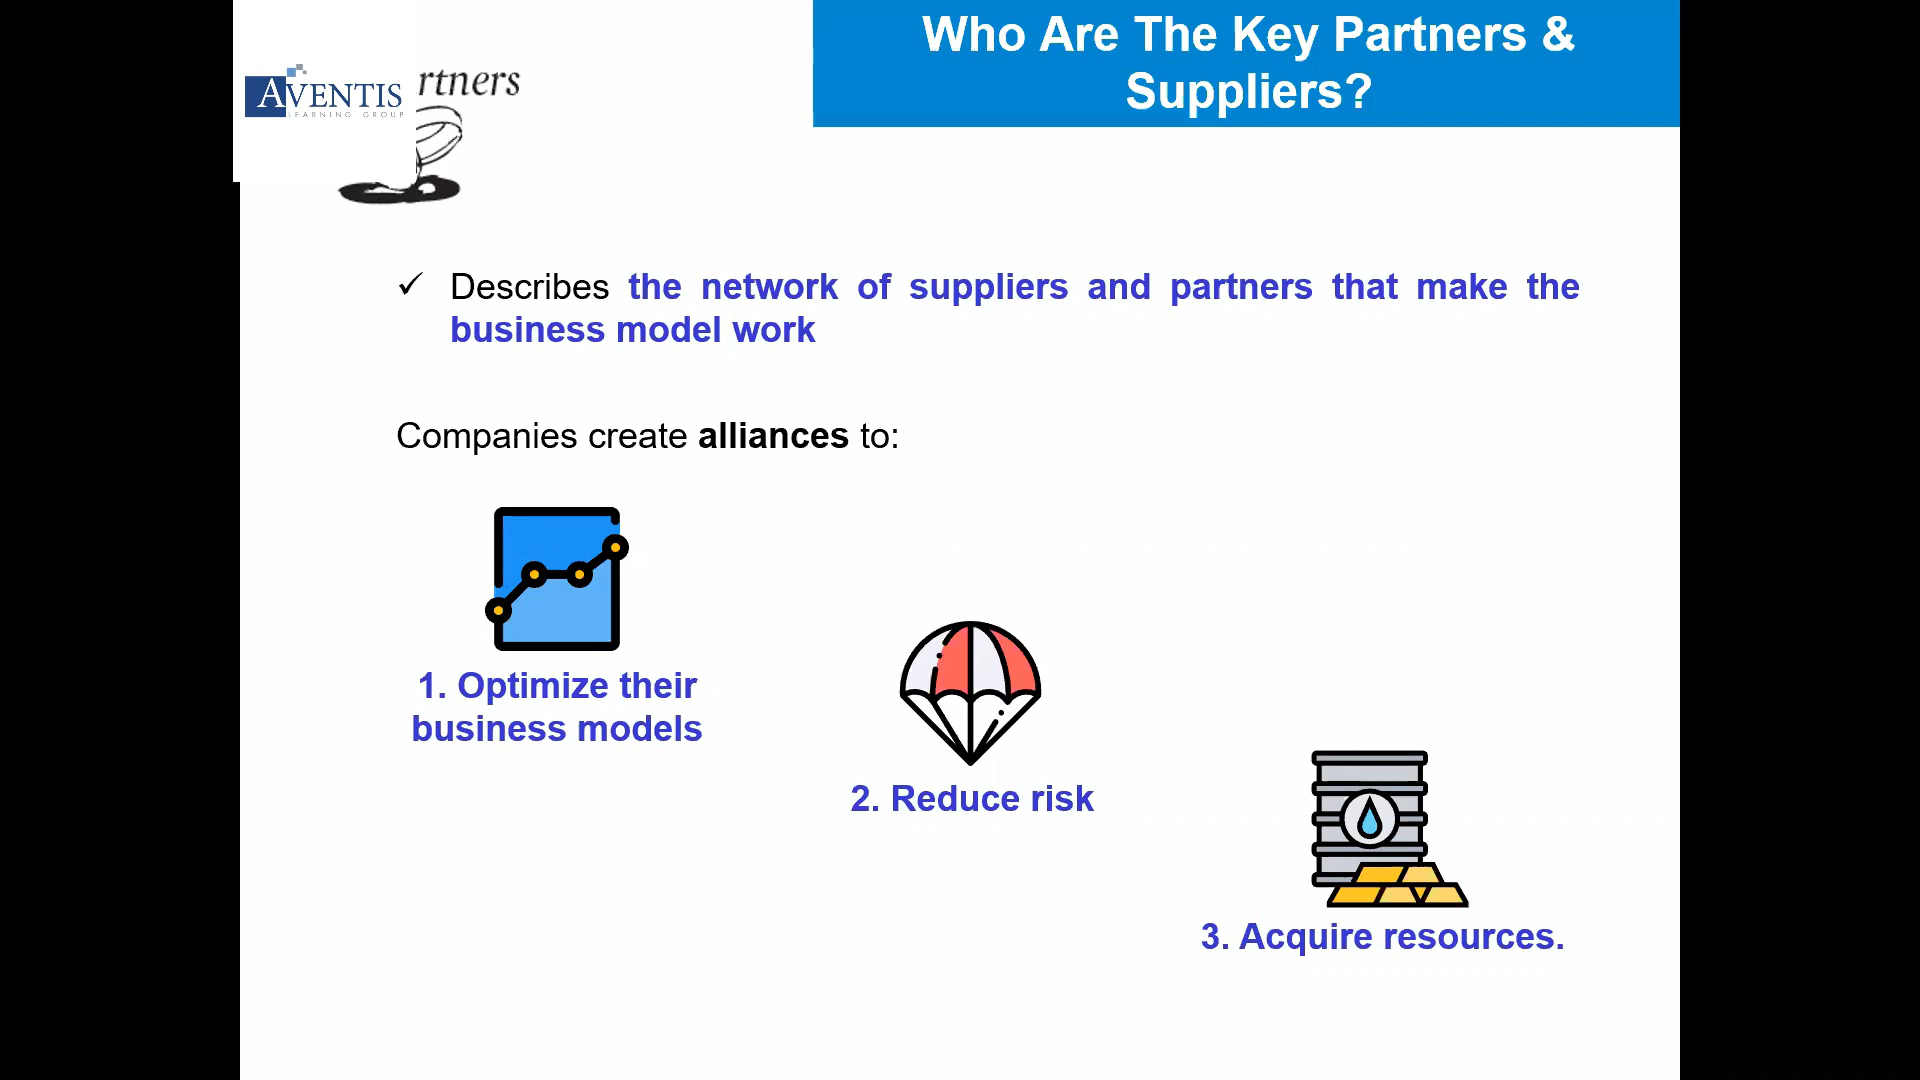 Who Are The Key Partners &
Suppliers?
AVENTIS
LEARNING GROUP
rtners
✓ Describes the network of suppliers and partners that make the
business model work
Companies create alliances to:
1. Optimize their
business models
2. Reduce risk
3. Acquire resources.